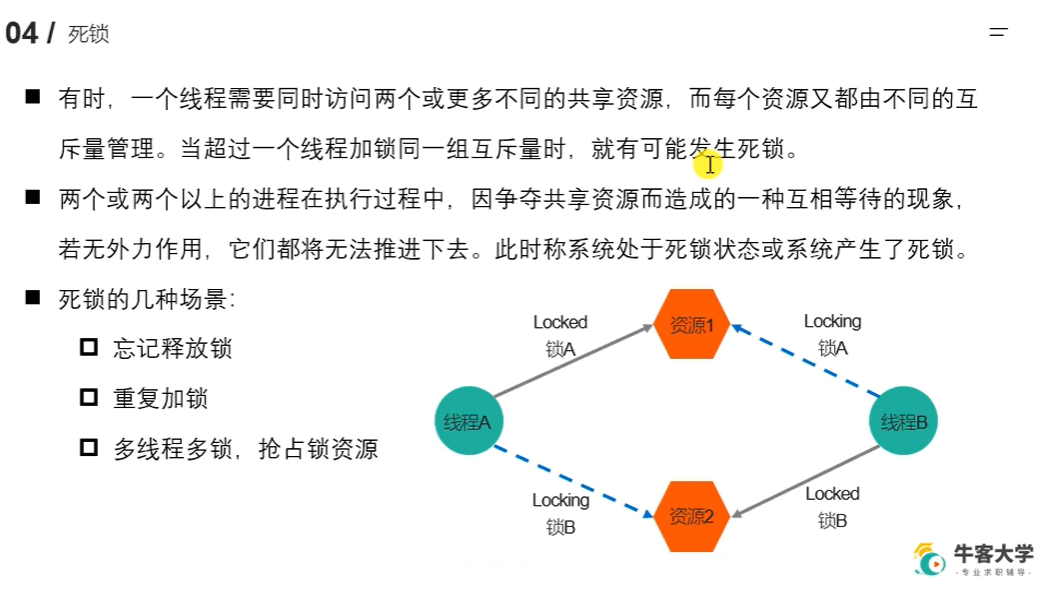 04 / 死锁
■ 有时，一个线程需要同时访问两个或更多不同的共享资源，而每个资源又都由不同的互
斥量管理。当超过一个线程加锁同一组互斥量时，就有可能发生死锁。
■ 两个或两个以上的进程在执行过程中，因争夺共享资源而造成的一种互相等待的现象，
若无外力作用，它们都将无法推进下去。此时称系统处于死锁状态或系统产生了死锁。
■ 死锁的几种场景：
忘记释放锁
重复加锁
多线程多锁，抢占锁资源
Locked
锁A
资源1
Locking
锁A
线程A
线程B
Locking
锁B
资源2
Locked
锁B
牛客大学
-专业求职辅导-